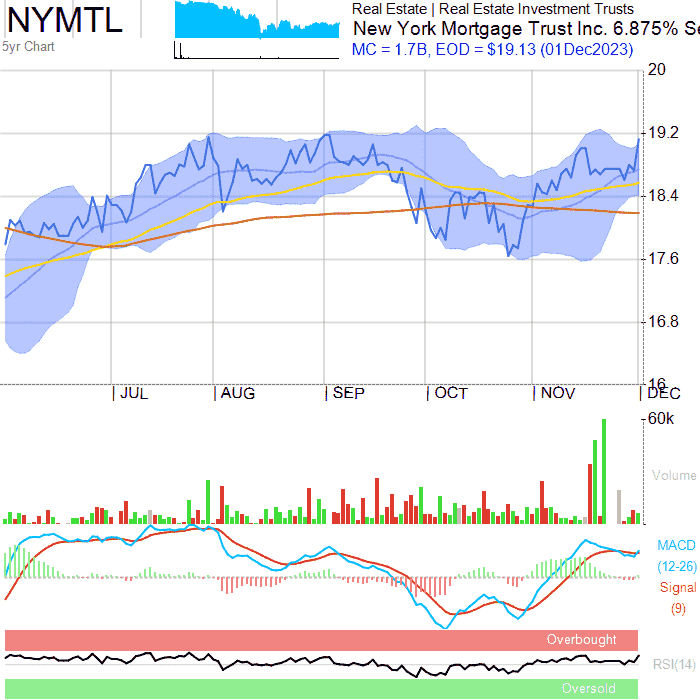 NYMTL
5yr Chart
Real Estate | Real Estate Investment Trusts
New York Mortgage Trust Inc. 6.875% Se
MC = 1.7B, EOD = $19.13 (01Dec2023)
20
19.2
18.4
17.6
16.8
16
JUL AUG SEP OCT NOV DEC
60k
Volume
MACD
(12-26)
Signal
(9)
Overbought
RSI(14)
Oversold